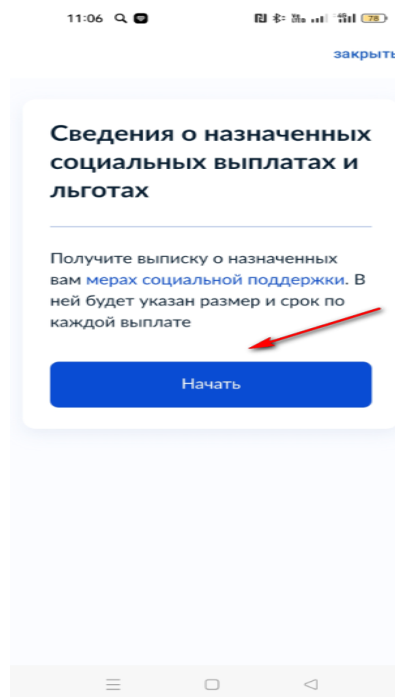 11:06
78
закрыть
Сведения о назначенных
социальных выплатах и
льготах
Получите выписку о назначенных
вам мерах социальной поддержки. В
ней будет указан размер и срок по
каждой выплате
Начать